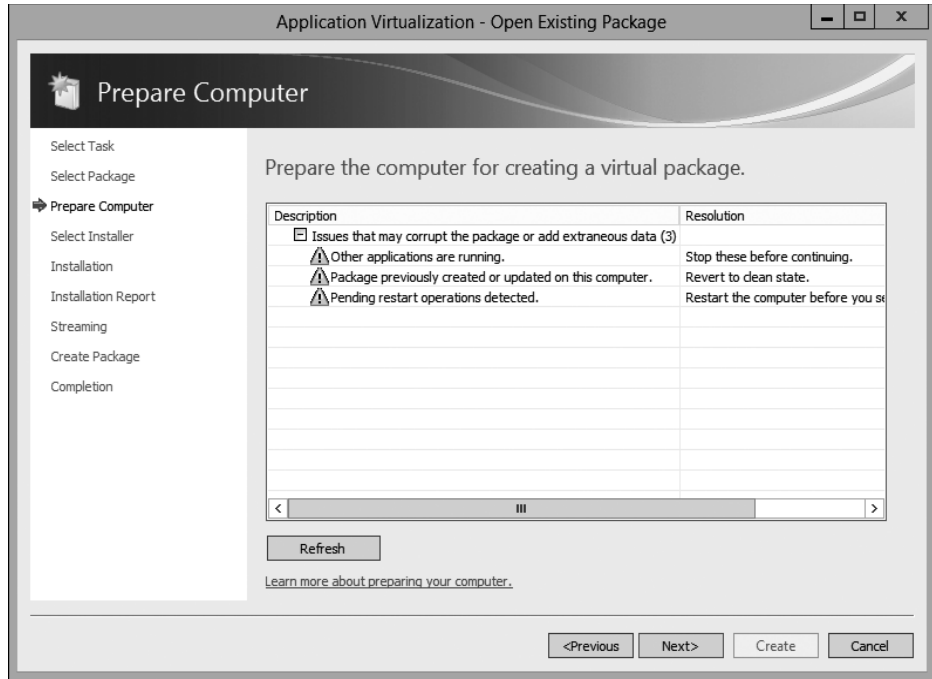 Application Virtualization - Open Existing Package
Prepare Computer
Select Task
Select Package
Prepare Computer
Select Installer
Installation
Installation Report
Streaming
Create Package
Completion
Prepare the computer for creating a virtual package.
Description Resolution
Issues that may corrupt the package or add extraneous data (3)
Other applications are running. Stop these before continuing.
Package previously created or updated on this computer. Revert to clean state.
Pending restart operations detected. Restart the computer before you se
Refresh
Learn more about preparing your computer.
<Previous Next> Create Cancel